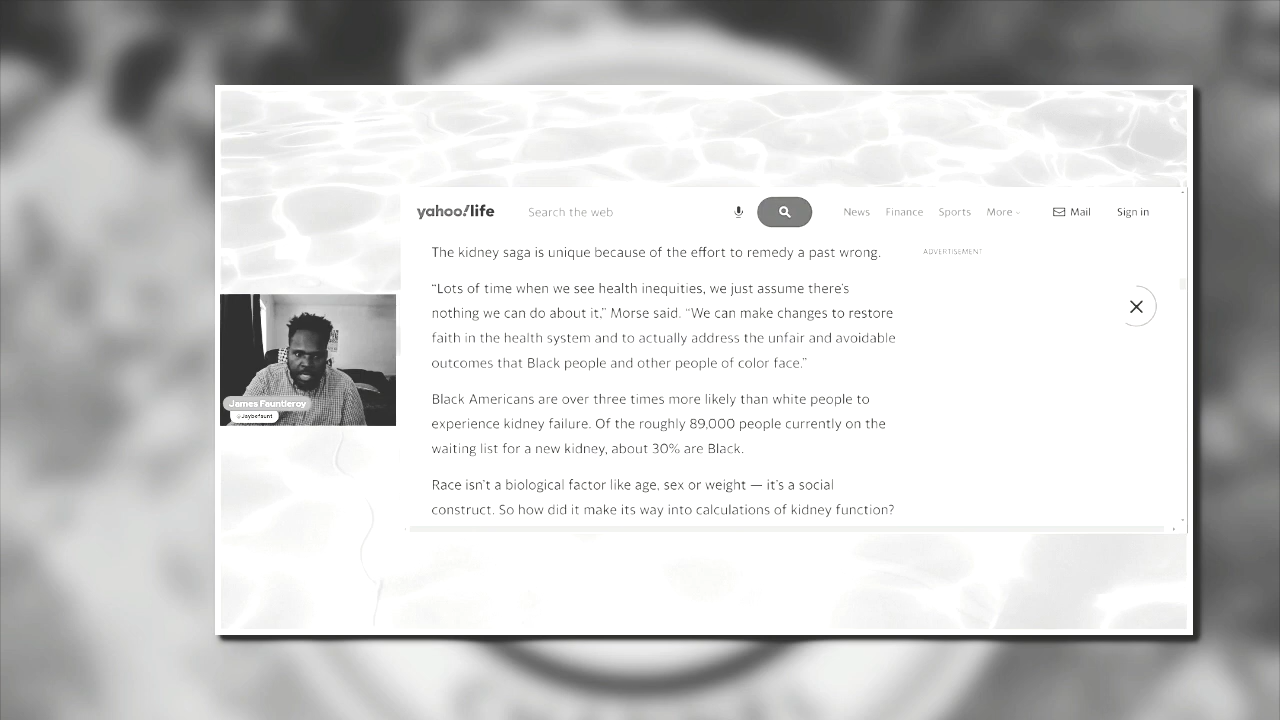 yahoo!life
Search the web
News Finance Sports More Mail Sign in
The kidney saga is unique because of the effort to remedy a past wrong.
ADVERTISEMENT
“Lots of time when we see health inequities, we just assume there’s
nothing we can do about it,” Morse said. “We can make changes to restore
faith in the health system and to actually address the unfair and avoidable
outcomes that Black people and other people of color face.”
Black Americans are over three times more likely than white people to
experience kidney failure. Of the roughly 89,000 people currently on the
waiting list for a new kidney, about 30% are Black.
Race isn’t a biological factor like age, sex or weight — it’s a social
construct. So how did it make its way into calculations of kidney function?
James Fauntleroy
@Jaybefaunt